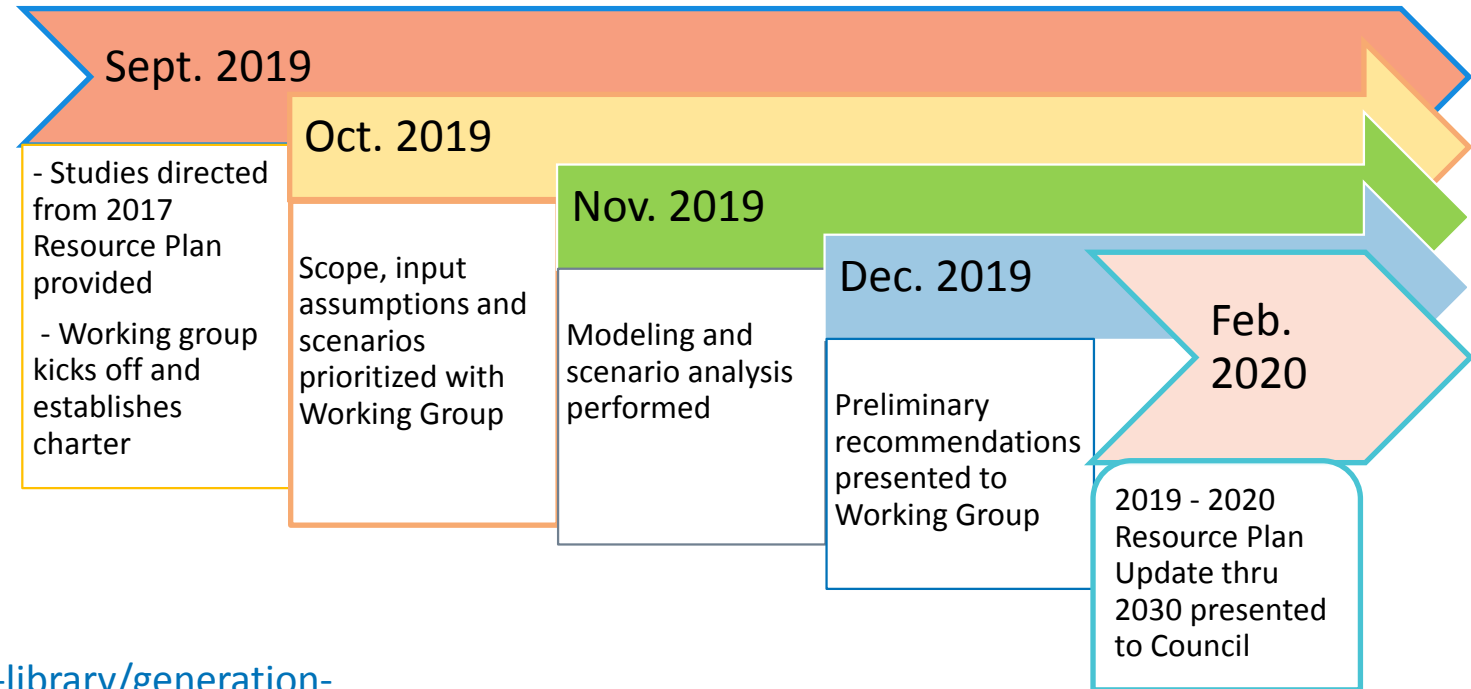 Sept. 2019
- Studies directed
from 2017
Resource Plan
provided
- Working group
kicks off and
establishes
charter
Oct. 2019
Scope, input
assumptions and
scenarios
prioritized with
Working Group
Nov. 2019
Modeling and
scenario analysis
performed
Dec. 2019
Preliminary
recommendations
presented to
Working Group
Feb.
2020
2019 - 2020
Resource Plan
Update thru
2030 presented
to Council
-library/generation-